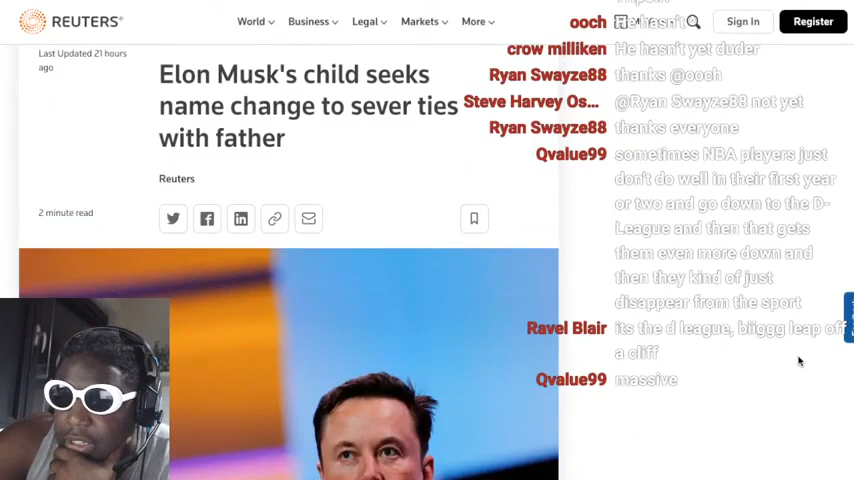 REUTERS
World Business Legal Markets More
Sign In Register
Last Updated 21 hours
ago
Elon Musk's child seeks
name change to sever ties
with father
Reuters
2 minute read
ooch He hasn't
crow milliken He hasn't yet duder
Ryan Swayze88 thanks @ooch
Steve Harvey Os... @Ryan Swayze88 not yet
Ryan Swayze88 thanks everyone
Qvalue99 sometimes NBA players just
don't do well in their first year
or two and go down to the D-
League and then that gets
them even more down and
then they kind of just
disappear from the sport
Ravel Blair its the d league, biiggg leap off
a cliff
Qvalue99 massive